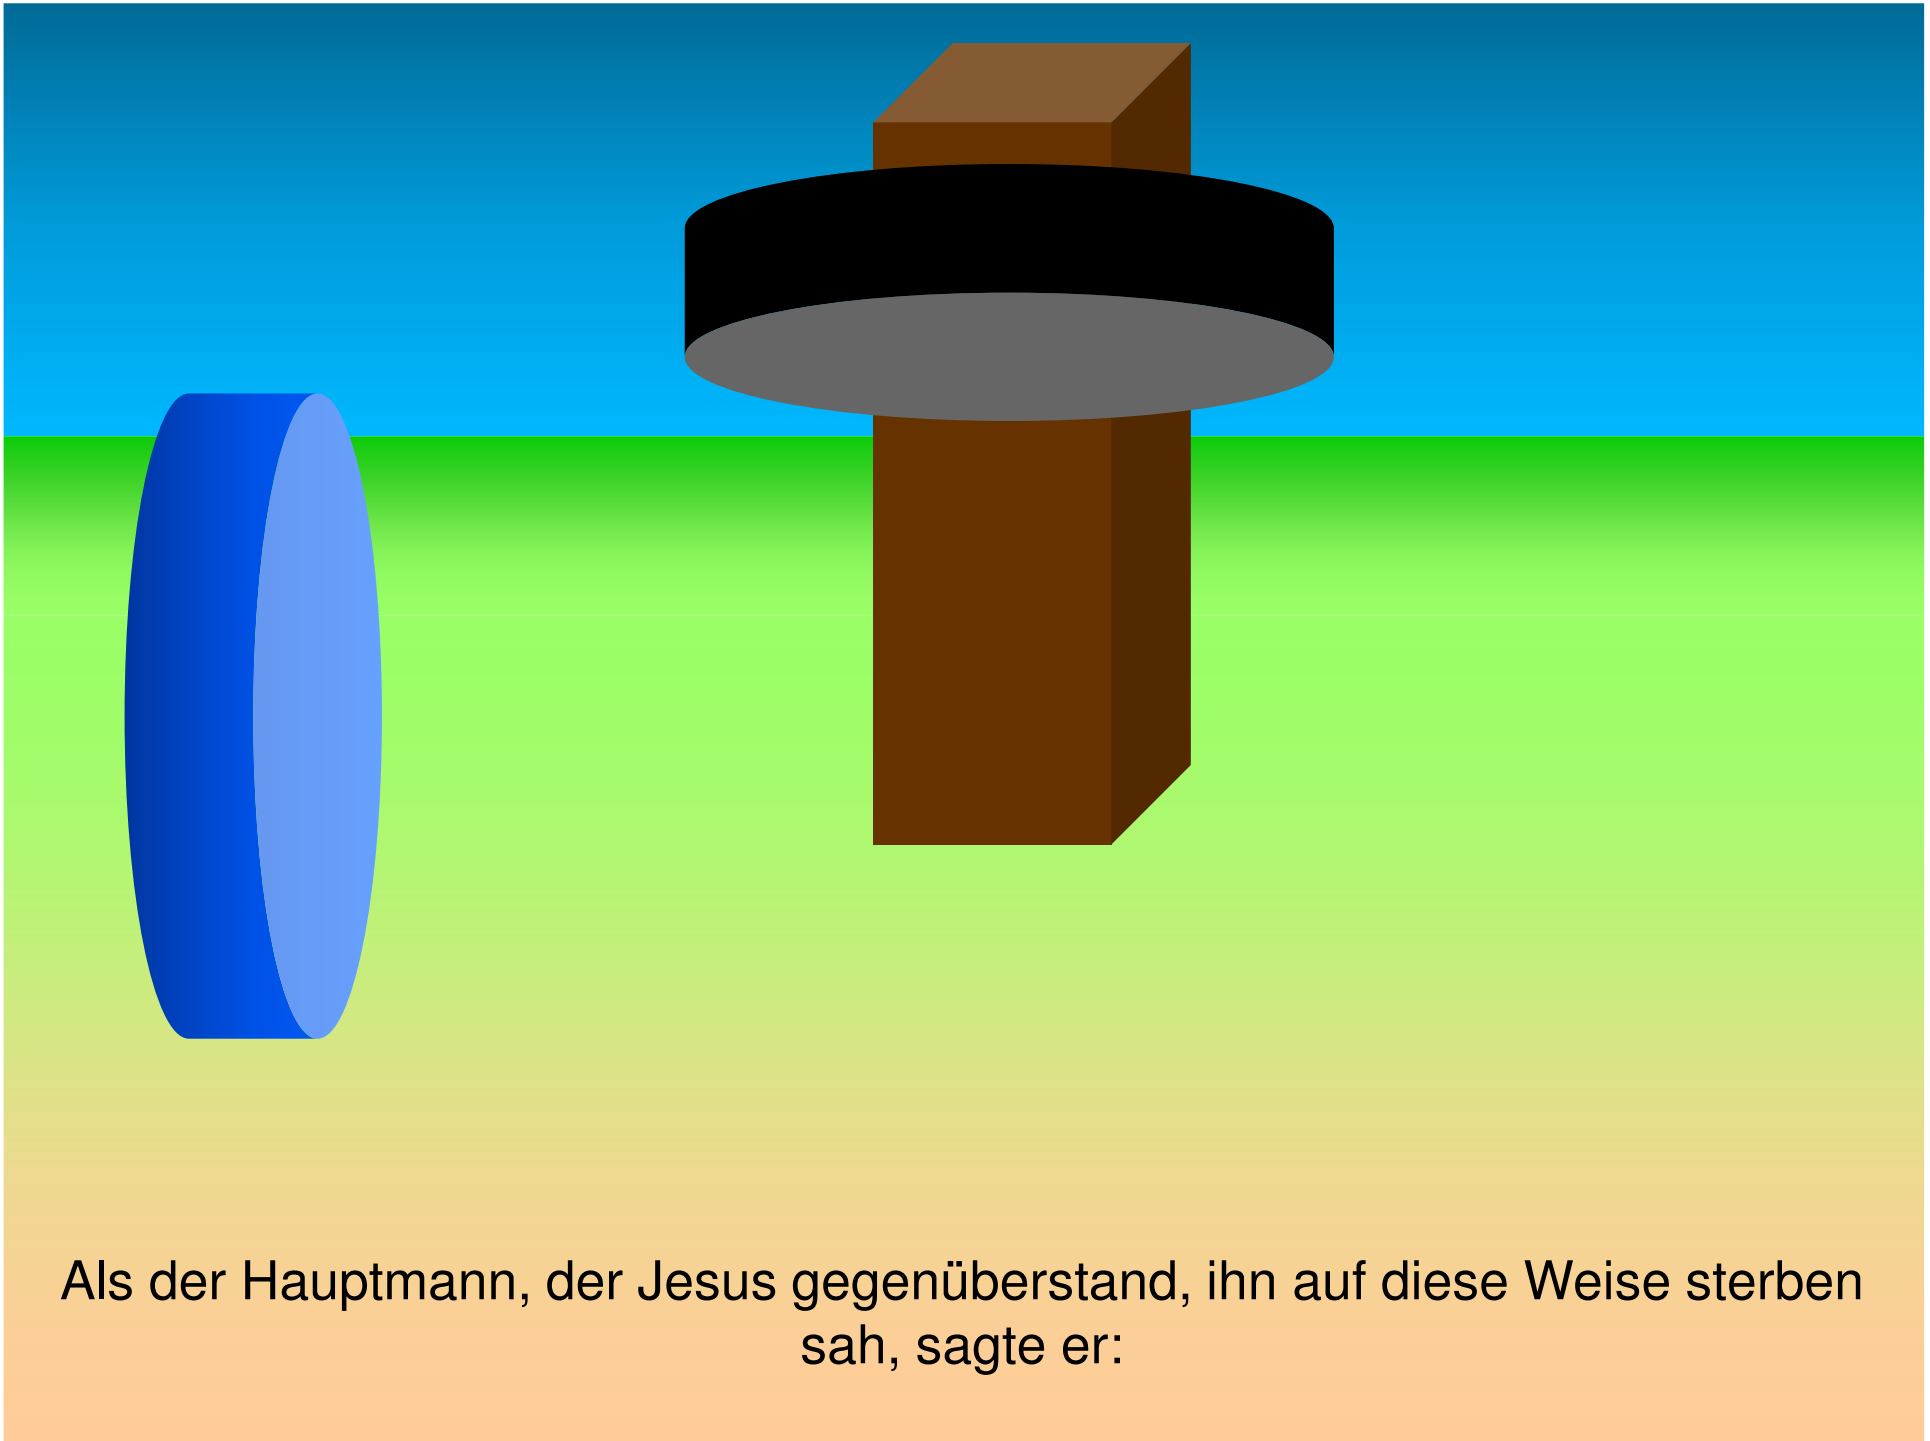 Als der Hauptmann, der Jesus gegenüberstand, ihn auf diese Weise sterben
sah, sagte er: